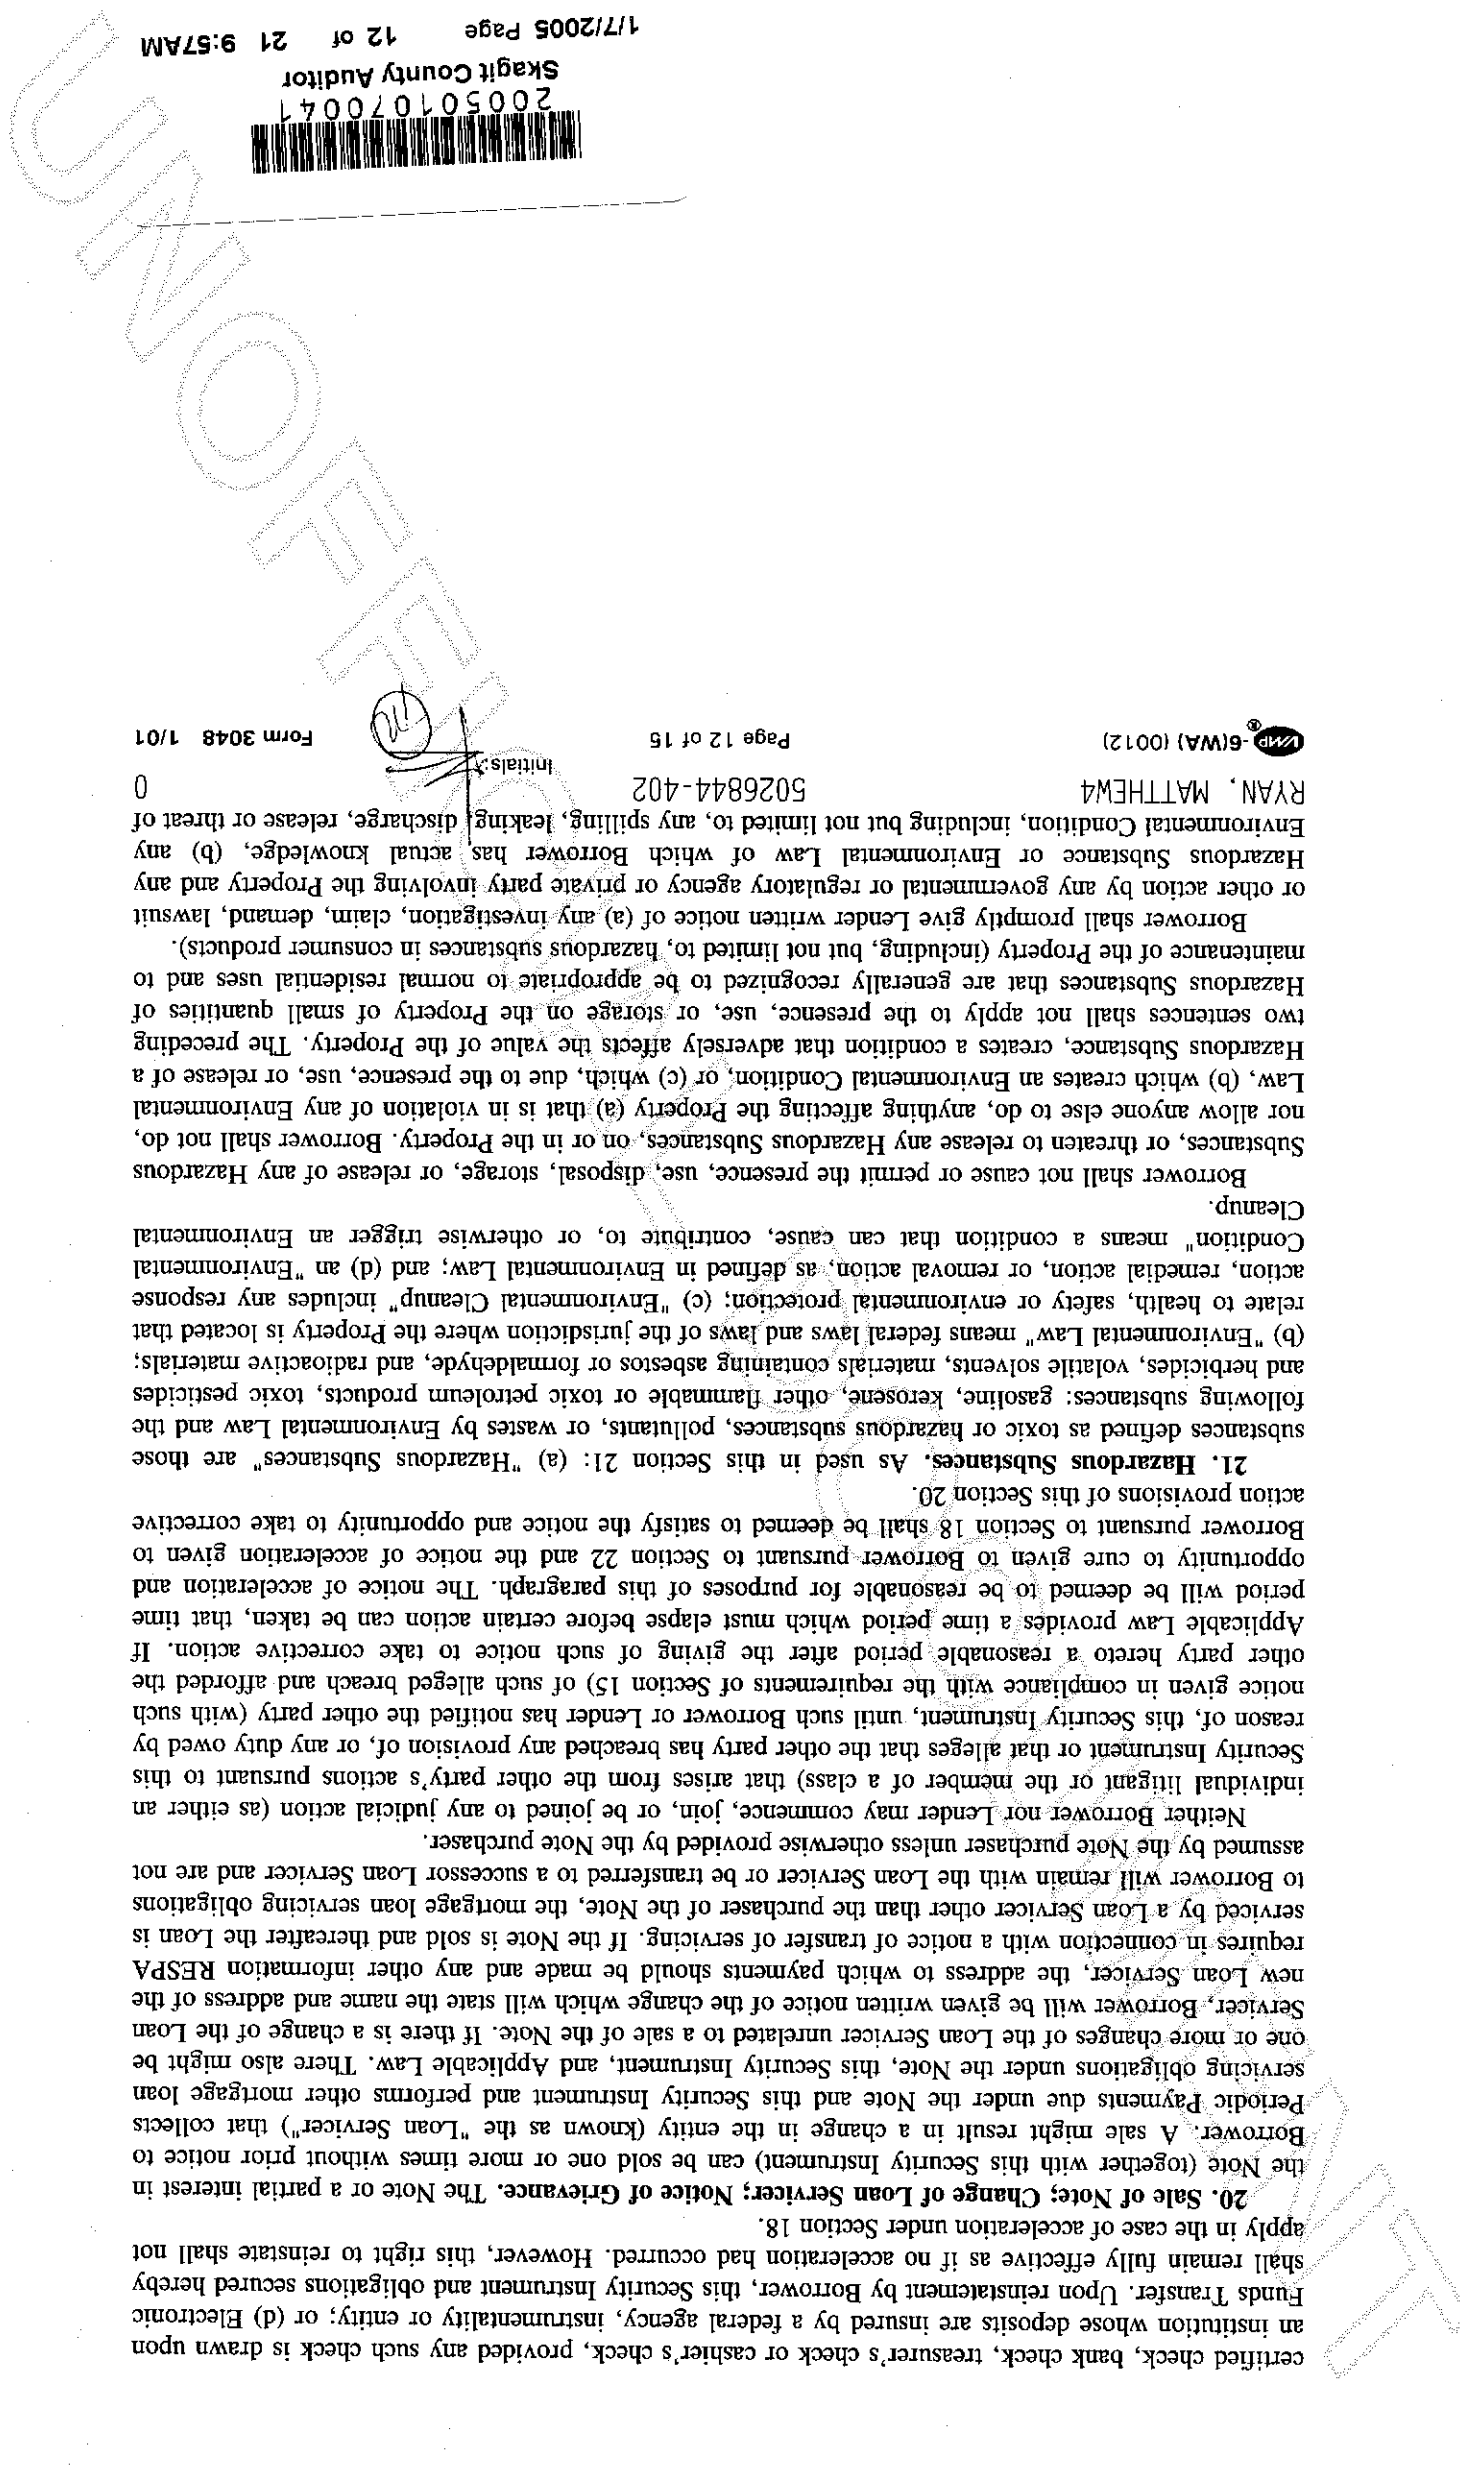 certified check, bank check, treasurer's check or cashier's check, provided any such check is drawn upon
an institution whose deposits are insured by a federal agency, instrumentality or entity; or (d) Electronic
Funds Transfer. Upon reinstatement by Borrower, this Security Instrument and obligations secured hereby
shall remain fully effective as if no acceleration had occurred. However, this right to reinstate shall not
apply in the case of acceleration under Section 18.
20. Sale of Note; Change of Loan Servicer; Notice of Grievance. The Note or a partial interest in
the Note (together with this Security Instrument) can be sold one or more times without prior notice to
Borrower. A sale might result in a change in the entity (known as the "Loan Servicer") that collects
Periodic Payments due under the Note and this Security Instrument and performs other mortgage loan
servicing obligations under the Note, this Security Instrument, and Applicable Law. There also might be
one or more changes of the Loan Servicer unrelated to a sale of the Note. If there is a change of the Loan
Servicer, Borrower will be given written notice of the change which will state the name and address of the
new Loan Servicer, the address to which payments should be made and any other information RESPA
requires in connection with a notice of transfer of servicing. If the Note is sold and thereafter the Loan is
serviced by a Loan Servicer other than the purchaser of the Note, the mortgage loan servicing obligations
to Borrower will remain with the Loan Servicer or be transferred to a successor Loan Servicer and are not
assumed by the Note purchaser unless otherwise provided by the Note purchaser.
Neither Borrower nor Lender may commence, join, or be joined to any judicial action (as either an
individual litigant or the member of a class) that arises from the other party's actions pursuant to this
Security Instrument or that alleges that the other party has breached any provision of, or any duty owed by
reason of, this Security Instrument, until such Borrower or Lender has notified the other party (with such
notice given in compliance with the requirements of Section 15) of such alleged breach and afforded the
other party hereto a reasonable period after the giving of such notice to take corrective action. If
Applicable Law provides a time period which must elapse before certain action can be taken, that time
period will be deemed to be reasonable for purposes of this paragraph. The notice of acceleration and
opportunity to cure given to Borrower pursuant to Section 22 and the notice of acceleration given to
Borrower pursuant to Section 18 shall be deemed to satisfy the notice and opportunity to take corrective
action provisions of this Section 20.
21. Hazardous Substances. As used in this Section 21: (a) "Hazardous Substances" are those
substances defined as toxic or hazardous substances, pollutants, or wastes by Environmental Law and the
following substances: gasoline, kerosene, other flammable or toxic petroleum products, toxic pesticides
and herbicides, volatile solvents, materials containing asbestos or formaldehyde, and radioactive materials;
(b) "Environmental Law" means federal laws and laws of the jurisdiction where the Property is located that
relate to health, safety or environmental protection; (c) "Environmental Cleanup" includes any response
action, remedial action, or removal action, as defined in Environmental Law; and (d) an "Environmental
Condition" means a condition that can cause, contribute to, or otherwise trigger an Environmental
Cleanup.
Borrower shall not cause or permit the presence, use, disposal, storage, or release of any Hazardous
Substances, or threaten to release any Hazardous Substances, on or in the Property. Borrower shall not do,
nor allow anyone else to do, anything affecting the Property (a) that is in violation of any Environmental
Law, (b) which creates an Environmental Condition, or (c) which, due to the presence, use, or release of a
Hazardous Substance, creates a condition that adversely affects the value of the Property. The preceding
two sentences shall not apply to the presence, use, or storage on the Property of small quantities of
Hazardous Substances that are generally recognized to be appropriate to normal residential uses and to
maintenance of the Property (including, but not limited to, hazardous substances in consumer products).
Borrower shall promptly give Lender written notice of (a) any investigation, claim, demand, lawsuit
or other action by any governmental or regulatory agency or private party involving the Property and any
Hazardous Substance or Environmental Law of which Borrower has actual knowledge, (b) any
Environmental Condition, including but not limited to, any spilling, leaking, discharge, release or threat of
RYAN, MATTHEW4 5026844-402 0
Initials:
VMP®-6(WA) (0012) Page 12 of 15 Form 3048 1/01
200501070041
Skagit County Auditor
1/7/2005 Page 12 of 21 9:57AM
UNOFFICIAL DOCUMENT